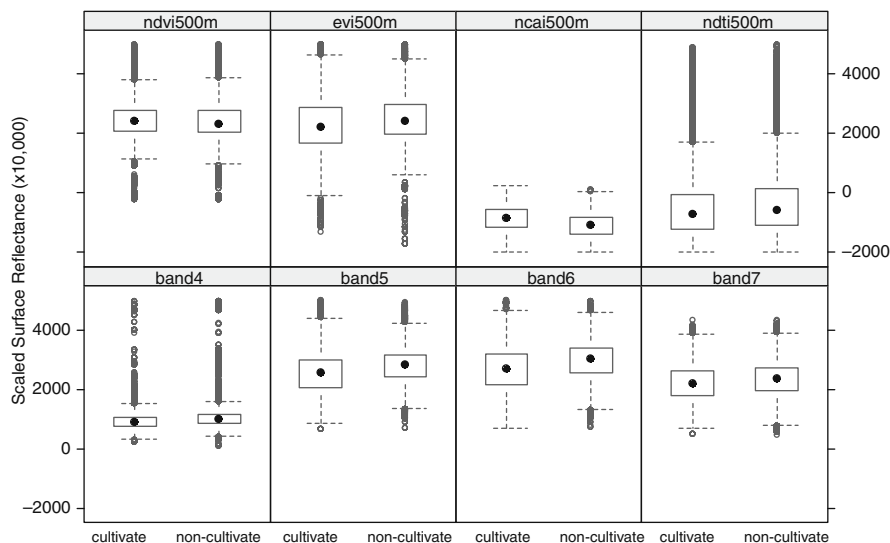 ndvi500m evi500m ncai500m ndti500m
4000
2000
0
−2000
band4 band5 band6 band7
4000
2000
0
−2000
Scaled Surface Reflectance (x10,000)
cultivate non-cultivate cultivate non-cultivate cultivate non-cultivate cultivate non-cultivate